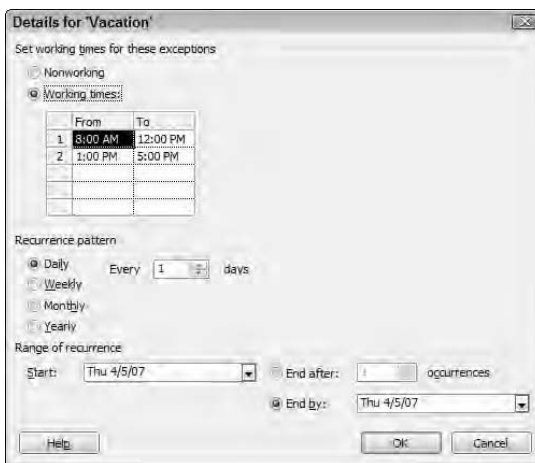 Details for 'Vacation'
Set working times for these exceptions
Nonworking
Working times:
From To
1 8:00 AM 12:00 PM
2 1:00 PM 5:00 PM
Recurrence pattern
Daily Every 1 days
Weekly
Monthly
Yearly
Range of recurrence
Start: Thu 4/5/07 End after: 1 occurrences
End by: Thu 4/5/07
Help OK Cancel